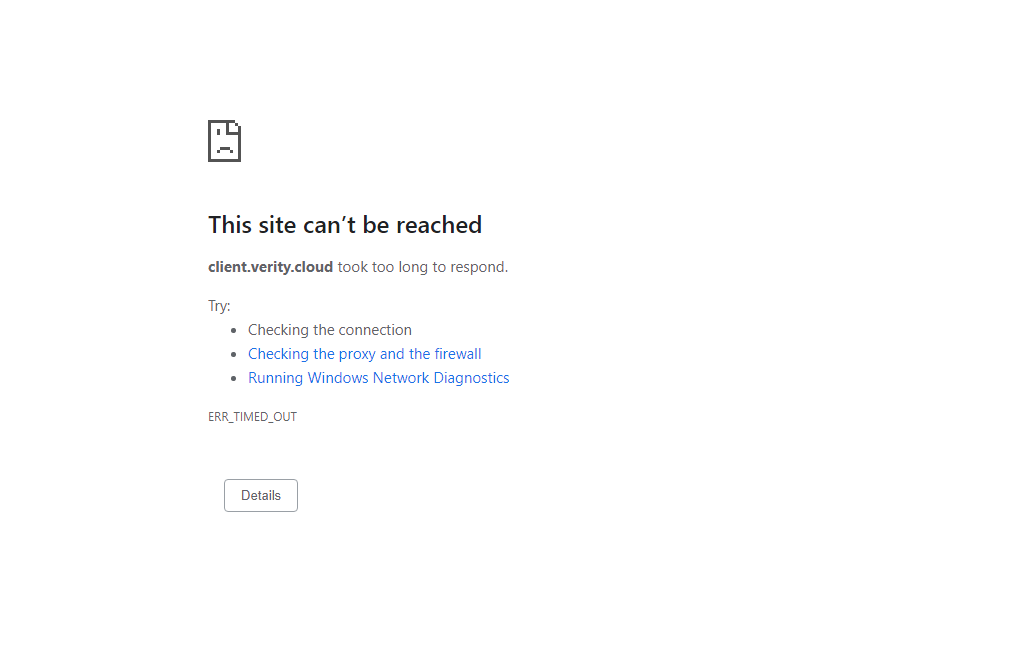 This site can’t be reached
client.verity.cloud took too long to respond.
Try:
Checking the connection
Checking the proxy and the firewall
Running Windows Network Diagnostics
ERR_TIMED_OUT
Details